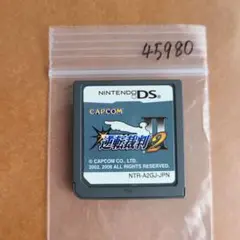 45980
NINTENDO DS
CAPCOM
逆転裁判2
© CAPCOM CO., LTD.
2002, 2006 ALL RIGHTS RESERVED.
NTR-A2GJ-JPN